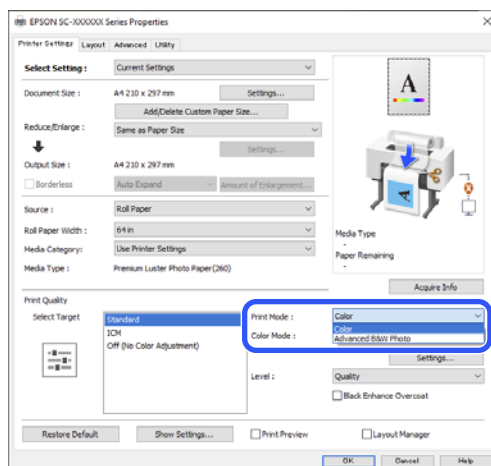 EPSON SC-XXXXXX Series Properties
Printer Settings Layout Advanced Utility
Select Setting : Current Settings
Document Size : A4 210 x 297 mm Settings...
Add/Delete Custom Paper Size...
Reduce/Enlarge : Same as Paper Size
Settings...
Output Size : A4 210 x 297 mm
Borderless Auto Expand Amount of Enlargement...
Source : Roll Paper
Roll Paper Width : 64 in
Media Category: Use Printer Settings
Media Type : Premium Luster Photo Paper(260)
A
A
Media Type
-
Paper Remaining
-
Acquire Info
Print Quality
Select Target
Standard
ICM
Off (No Color Adjustment)
Print Mode : Color
Color
Advanced B&W Photo
Color Mode :
Settings...
Level : Quality
Black Enhance Overcoat
Restore Default Show Settings... Print Preview Layout Manager
OK Cancel Help